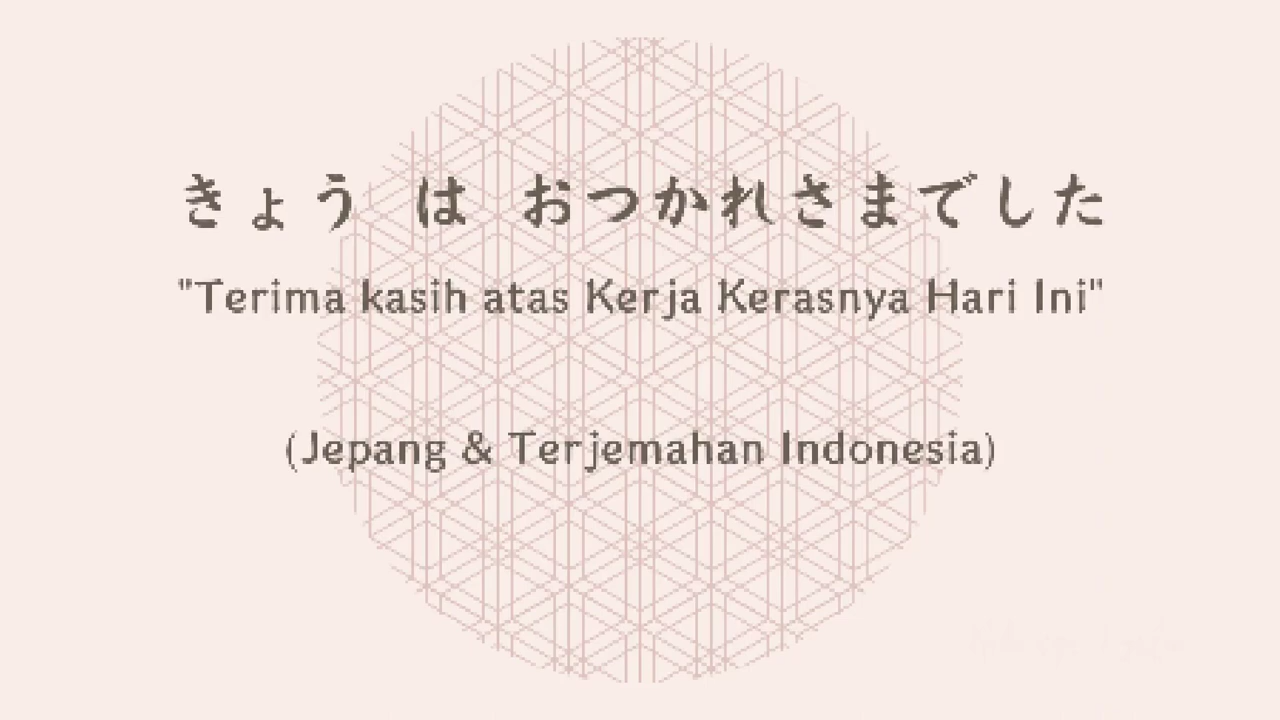 きょう は おつかれさまでした
"Terima kasih atas Kerja Kerasnya Hari Ini"
(Jepang & Terjemahan Indonesia)